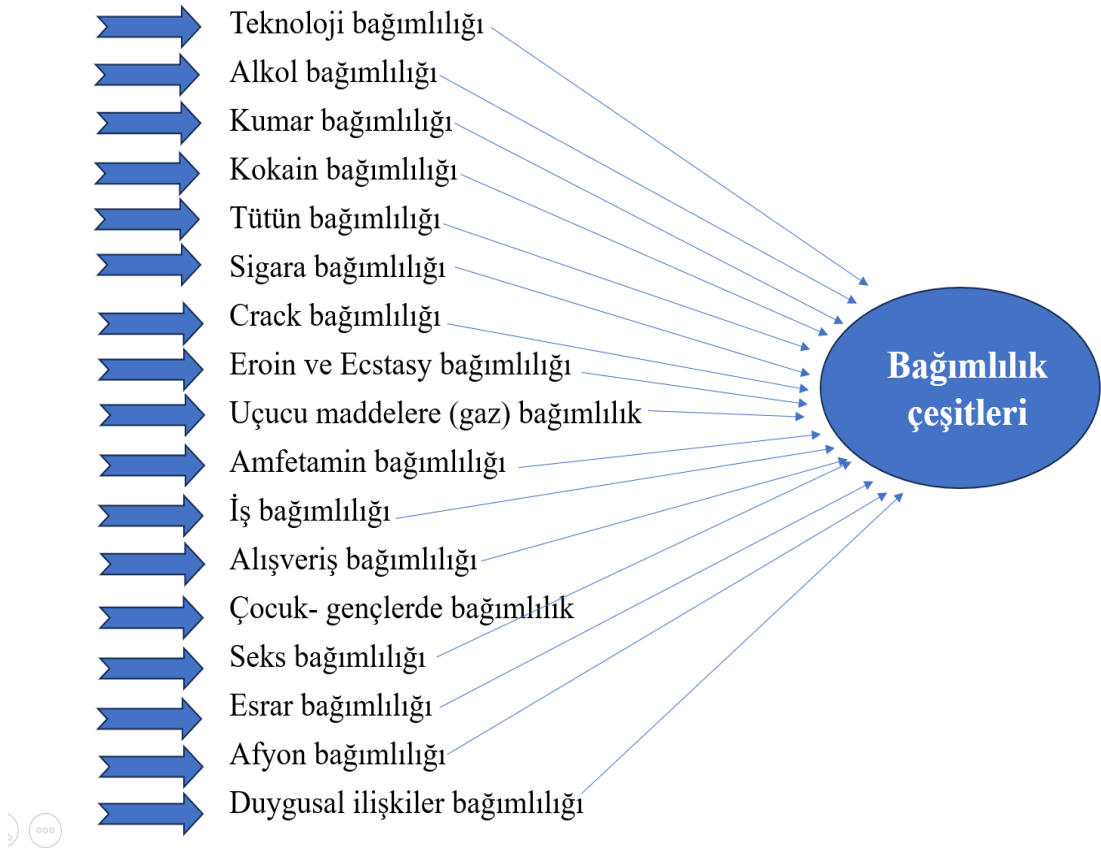 Teknoloji bağımlılığı
Alkol bağımlılığı
Kumar bağımlılığı
Kokain bağımlılığı
Tütün bağımlılığı
Sigara bağımlılığı
Crack bağımlılığı
Eroin ve Ecstasy bağımlılığı
Uçucu maddelere (gaz) bağımlılık
Amfetamin bağımlılığı
İş bağımlılığı
Alışveriş bağımlılığı
Çocuk- gençlerde bağımlılık
Seks bağımlılığı
Esrar bağımlılığı
Afyon bağımlılığı
Duygusal ilişkiler bağımlılığı
Bağımlılık
çeşitleri